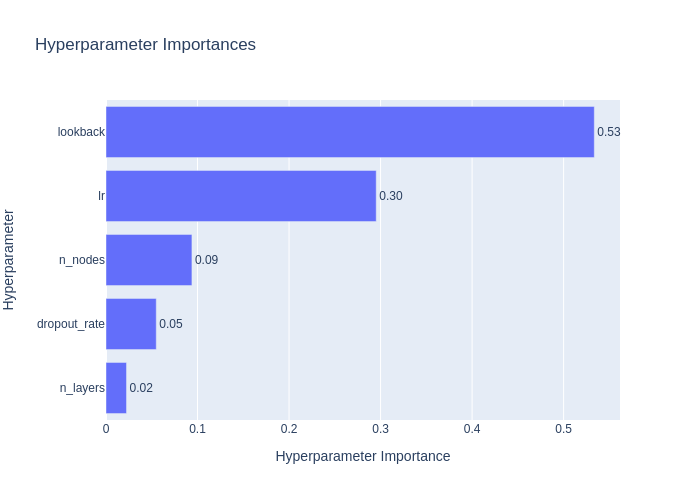 Hyperparameter Importances
lookback 0.53
lr 0.30
n_nodes 0.09
dropout_rate 0.05
n_layers 0.02
0 0.1 0.2 0.3 0.4 0.5
Hyperparameter Importance
Hyperparameter